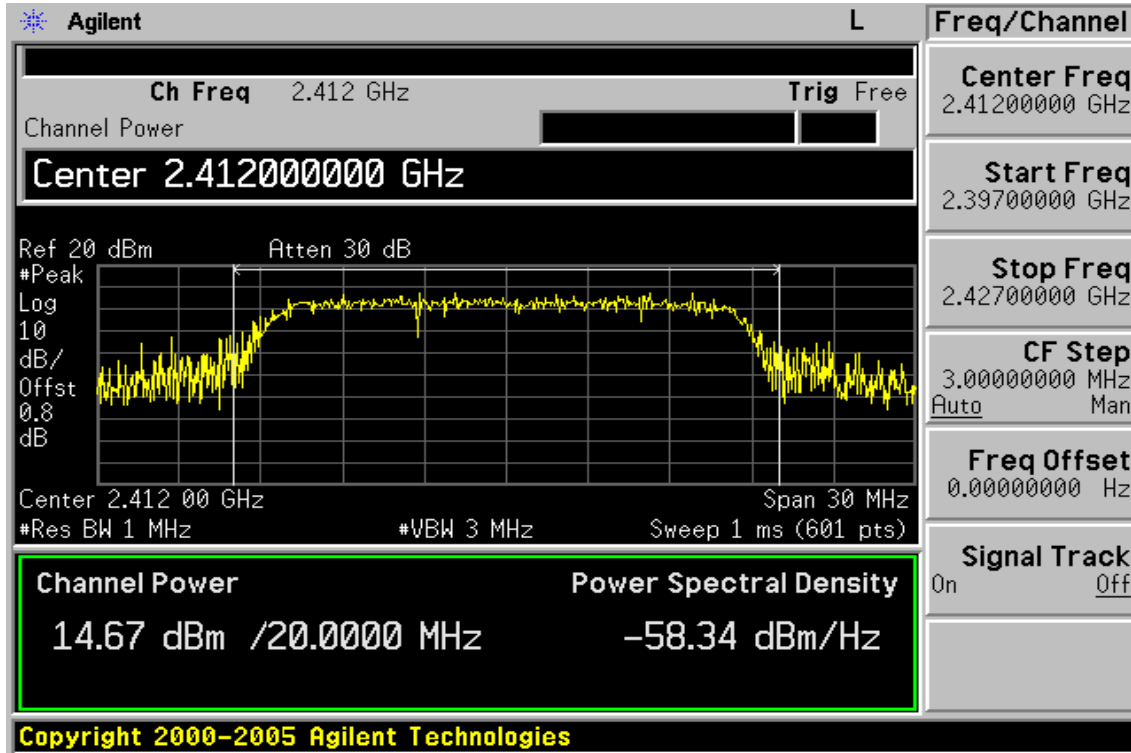 Agilent L
Ch Freq 2.412 GHz Trig Free
Channel Power
Center 2.412000000 GHz
Ref 20 dBm Atten 30 dB
#Peak
Log
10
dB/
Offst
0.8
dB
Center 2.412 00 GHz Span 30 MHz
#Res BW 1 MHz #VBW 3 MHz Sweep 1 ms (601 pts)
Channel Power Power Spectral Density
14.67 dBm /20.0000 MHz -58.34 dBm/Hz
Copyright 2000-2005 Agilent Technologies
Freq/Channel
Center Freq
2.41200000 GHz
Start Freq
2.39700000 GHz
Stop Freq
2.42700000 GHz
CF Step
3.00000000 MHz
Auto Man
Freq Offset
0.00000000 Hz
Signal Track
On Off